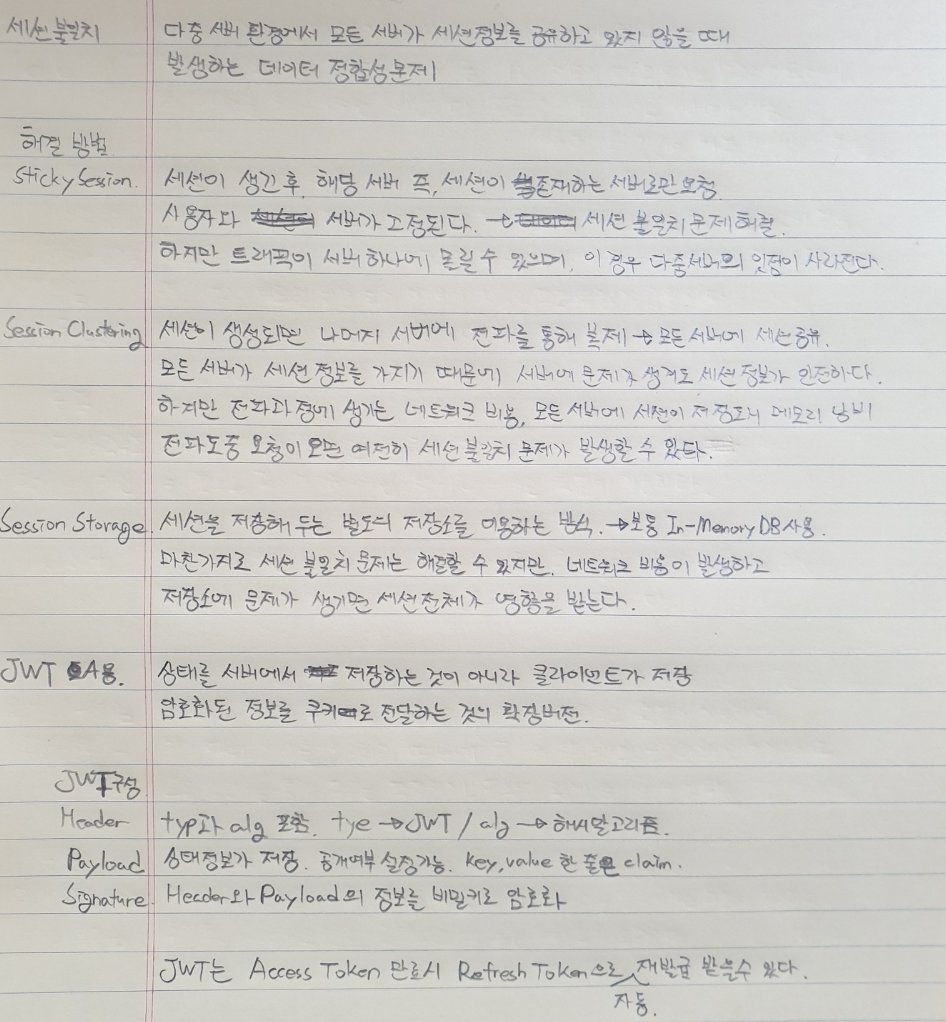 세션 불일치 다중 서버 환경에서 모든 서버가 세션정보를 공유하고 있지 않을 때
발생하는 데이터 정합성 문제
해결 방법
Sticky Session. 세션이 생긴 후, 해당 서버 즉, 세션이 존재하는 서버로만 요청
사용자와 서버가 고정된다. → 세션 불일치 문제 해결.
하지만 트래픽이 서버 하나에 몰릴 수 있으며, 이 경우 다중서버의 이점이 사라진다.
Session Clustering 세션이 생성되면 나머지 서버에 전파를 통해 복제 → 모든 서버에 세션 공유.
모든 서버가 세션 정보를 가지기 때문에 서버에 문제가 생겨도 세션 정보가 안전하다.
하지만 전파과정에 생기는 네트워크 비용, 모든 서버에 세션이 저장되니 메모리 낭비
전파도중 요청이 오면 여전히 세션 불일치 문제가 발생할 수 있다.
Session Storage. 세션을 저장해 두는 별도의 저장소를 이용하는 방식. → 보통 In-Memory DB 사용.
마찬가지로 세션 불일치 문제는 해결할 수 있지만, 네트워크 비용이 발생하고
저장소에 문제가 생기면 세션 전체가 영향을 받는다.
JWT 사용. 상태를 서버에서 저장하는 것이 아니라 클라이언트가 저장
암호화된 정보를 쿠키로 전달하는 것의 확장버전.
JWT 구성
Header typ과 alg 포함. tye → JWT / alg → 해시알고리즘.
Payload 상태정보가 저장. 공개여부 설정가능. key, value 한 줄은 claim.
Signature. Header와 Payload의 정보를 비밀키로 암호화
JWT는 Access Token 만료시 Refresh Token으로 재발급 받을수 있다.
자동.